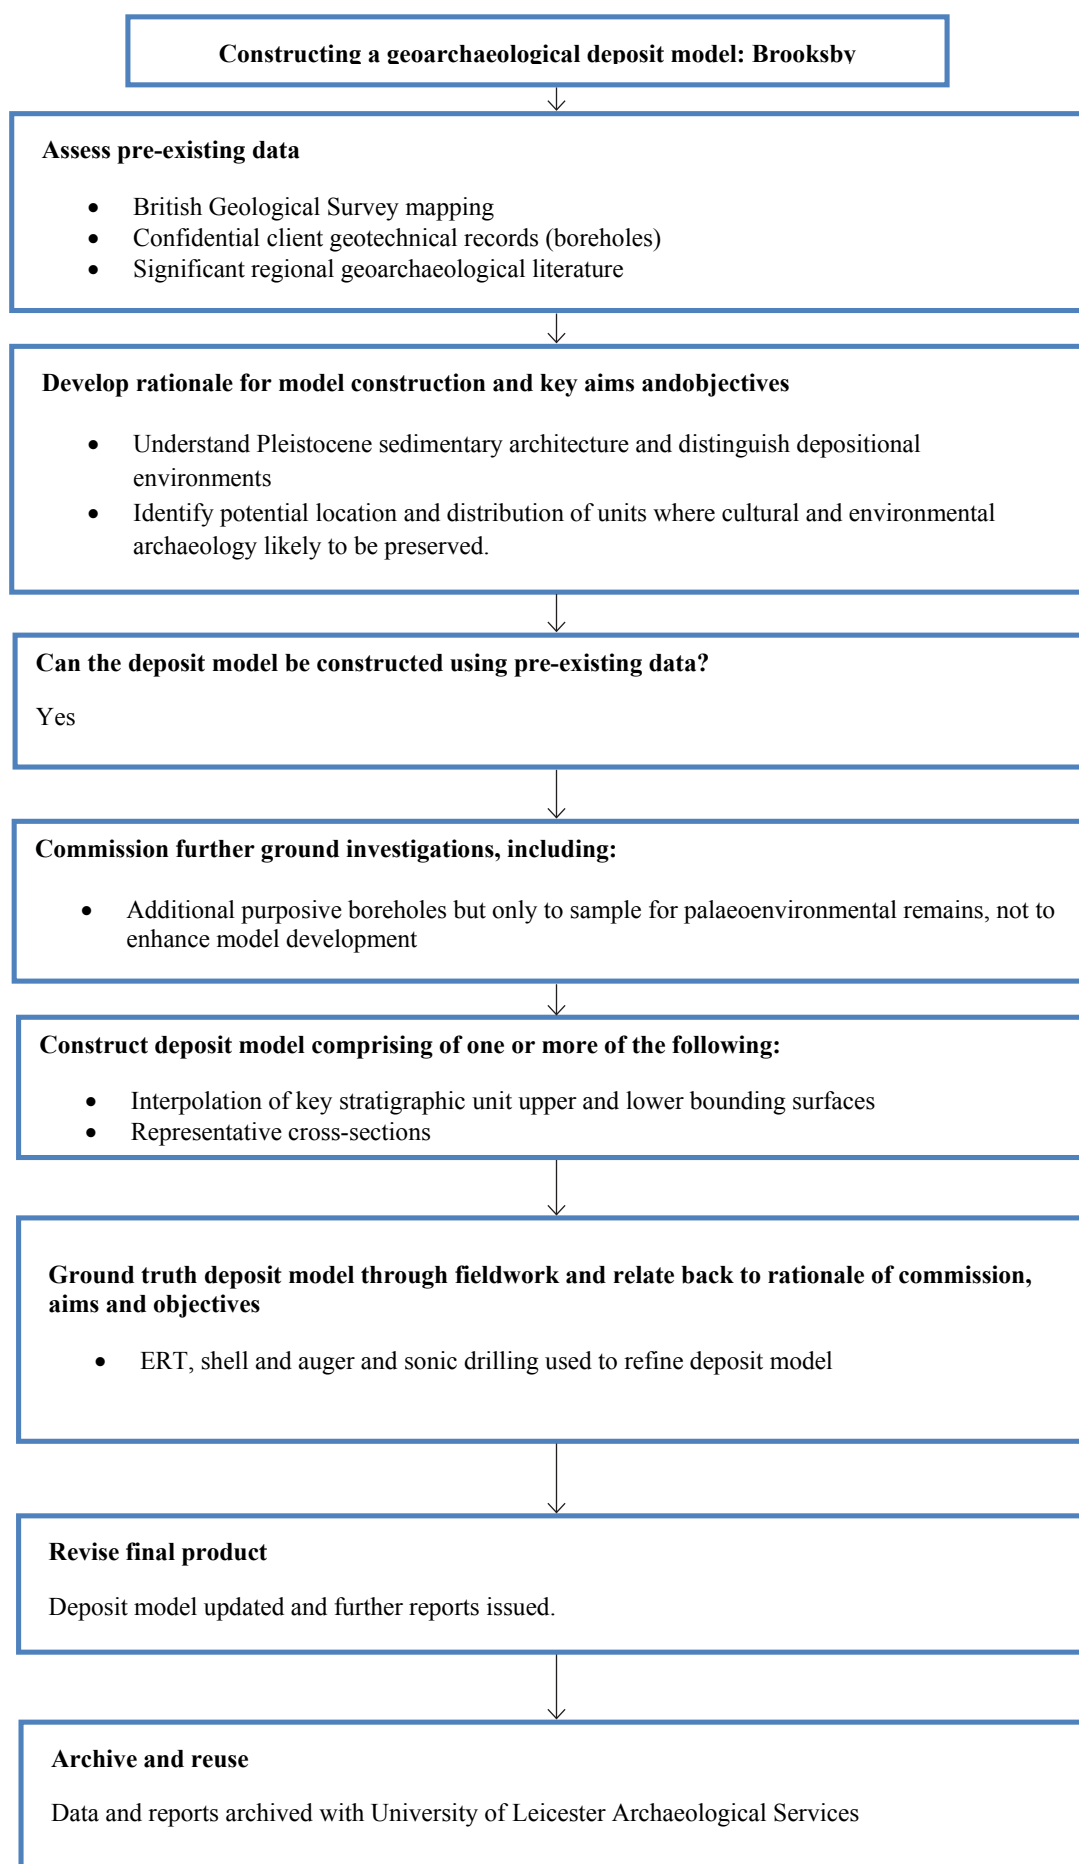 Constructing a geoarchaeological deposit model: Brooksby
Assess pre-existing data
• British Geological Survey mapping
• Confidential client geotechnical records (boreholes)
• Significant regional geoarchaeological literature
Develop rationale for model construction and key aims andobjectives
• Understand Pleistocene sedimentary architecture and distinguish depositional
environments
• Identify potential location and distribution of units where cultural and environmental
archaeology likely to be preserved.
Can the deposit model be constructed using pre-existing data?
Yes
Commission further ground investigations, including:
• Additional purposive boreholes but only to sample for palaeoenvironmental remains, not to
enhance model development
Construct deposit model comprising of one or more of the following:
• Interpolation of key stratigraphic unit upper and lower bounding surfaces
• Representative cross-sections
Ground truth deposit model through fieldwork and relate back to rationale of commission,
aims and objectives
• ERT, shell and auger and sonic drilling used to refine deposit model
Revise final product
Deposit model updated and further reports issued.
Archive and reuse
Data and reports archived with University of Leicester Archaeological Services